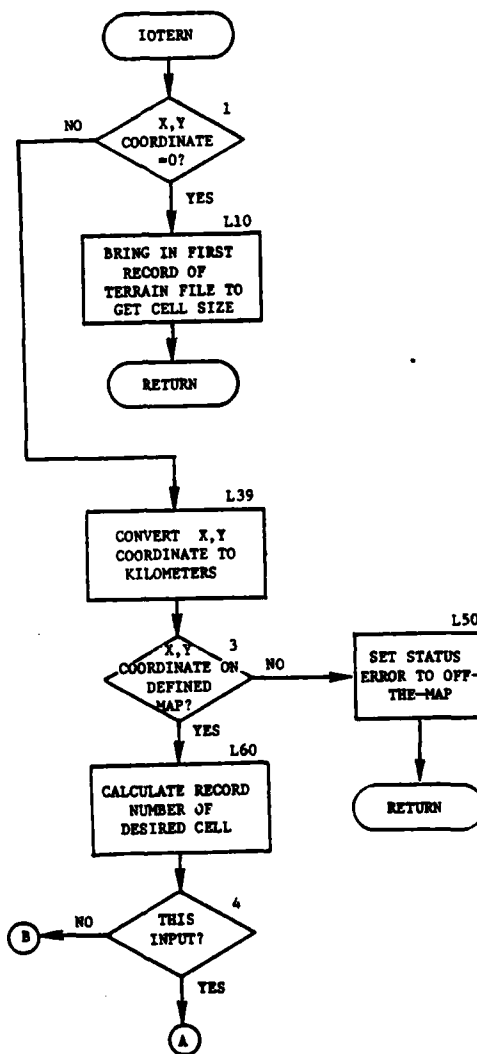 IOTERN
1
X,Y
COORDINATE
=0?
NO
YES
L10
BRING IN FIRST
RECORD OF
TERRAIN FILE TO
GET CELL SIZE
RETURN
L39
CONVERT X,Y
COORDINATE TO
KILOMETERS
3
X,Y
COORDINATE ON
DEFINED
MAP?
NO
YES
L50
SET STATUS
ERROR TO OFF-
THE-MAP
RETURN
L60
CALCULATE RECORD
NUMBER OF
DESIRED CELL
4
THIS
INPUT?
NO
B
YES
A